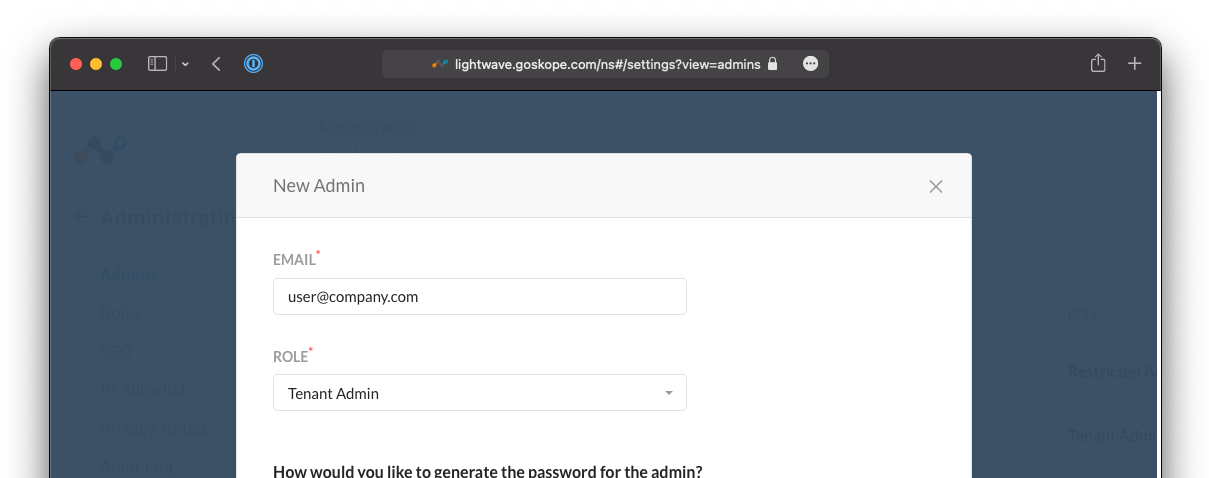 lightwave.goskope.com/ns#/settings?view=admins
Administration
New Admin
Administratio
EMAIL*
Admins
user@company.com
Roles
ROLE
SSO
ROLE*
Restricted A
IP Allowlist
Tenant Admin
Privacy Notice
Tenant Admi
Audit Log
How would you like to generate the password for the admin?